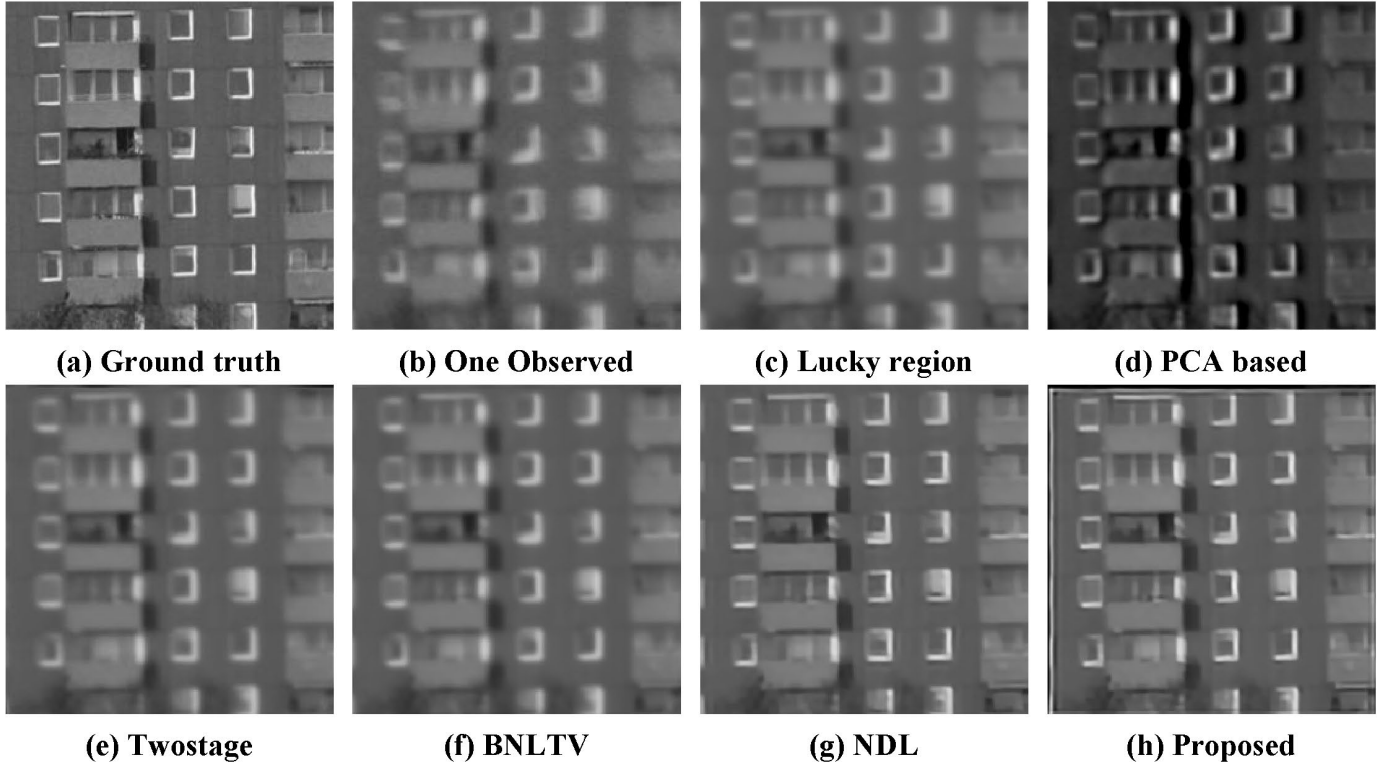 (a) Ground truth
(b) One Observed
(c) Lucky region
(d) PCA based
(e) Twostage
(f) BNLTV
(g) NDL
(h) Proposed